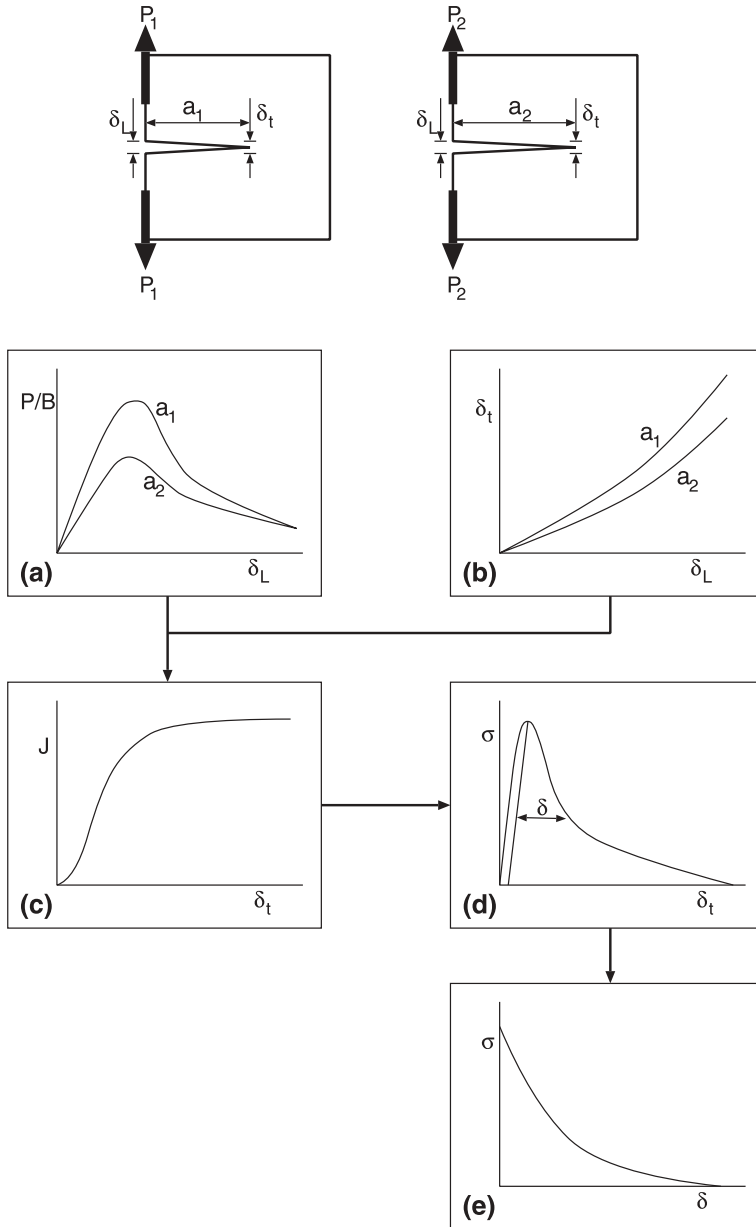 P1 P2
δL a1 δt δL a2 δt
P1 P2
P/B a1 a2
(a) δL
δt a1 a2
(b) δL
J
(c) δt
σ δ
(d) δt
σ
(e) δ